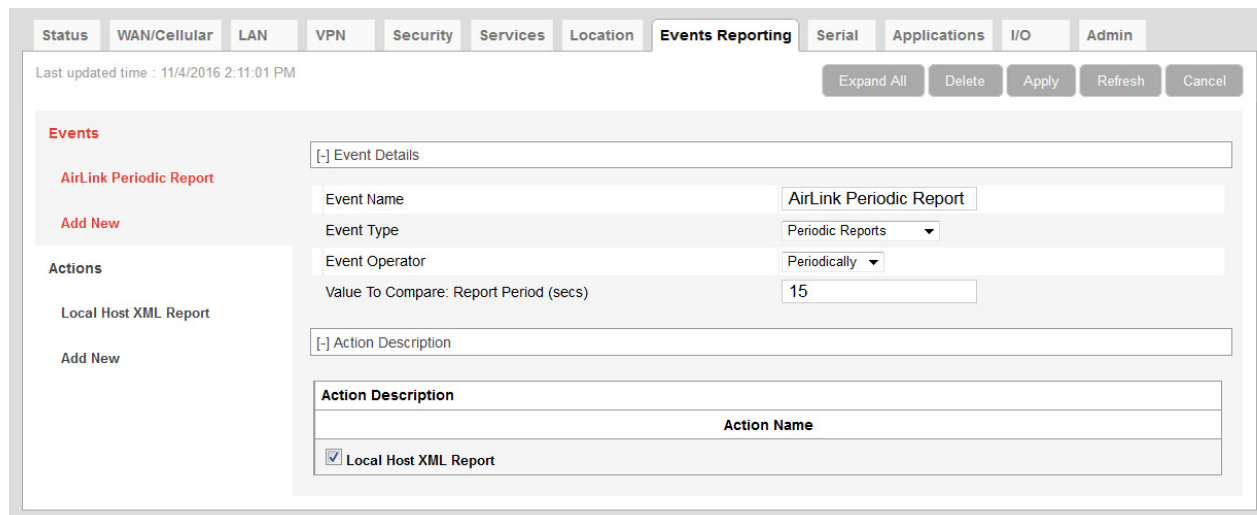 Status WAN/Cellular LAN VPN Security Services Location Events Reporting Serial Applications I/O Admin
Last updated time : 11/4/2016 2:11:01 PM
Expand All Delete Apply Refresh Cancel
Events
AirLink Periodic Report
Add New
Actions
Local Host XML Report
Add New
[-] Event Details
Event Name AirLink Periodic Report
Event Type Periodic Reports
Event Operator Periodically
Value To Compare: Report Period (secs) 15
[-] Action Description
Action Description
Action Name
Local Host XML Report